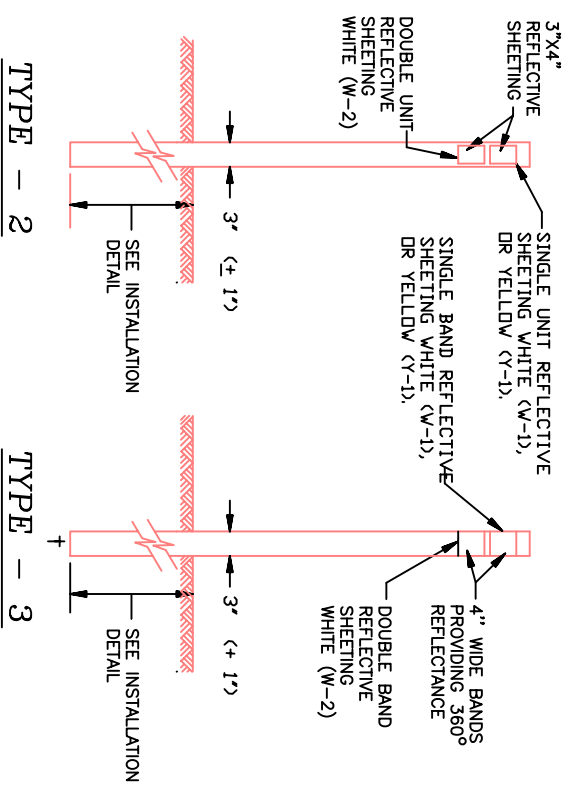 3"X4"
REFLECTIVE
SHEETING
DOUBLE UNIT
REFLECTIVE
SHEETING
WHITE (W-2)
SINGLE UNIT REFLECTIVE
SHEETING WHITE (W-1),
OR YELLOW (Y-1).
3" (± 1")
SEE INSTALLATION
DETAIL
TYPE - 2
SINGLE BAND REFLECTIVE
SHEETING WHITE (W-1),
OR YELLOW (Y-1).
4" WIDE BANDS
PROVIDING 360°
REFLECTANCE
DOUBLE BAND
REFLECTIVE
SHEETING
WHITE (W-2)
3" (+ 1")
SEE INSTALLATION
DETAIL
TYPE - 3